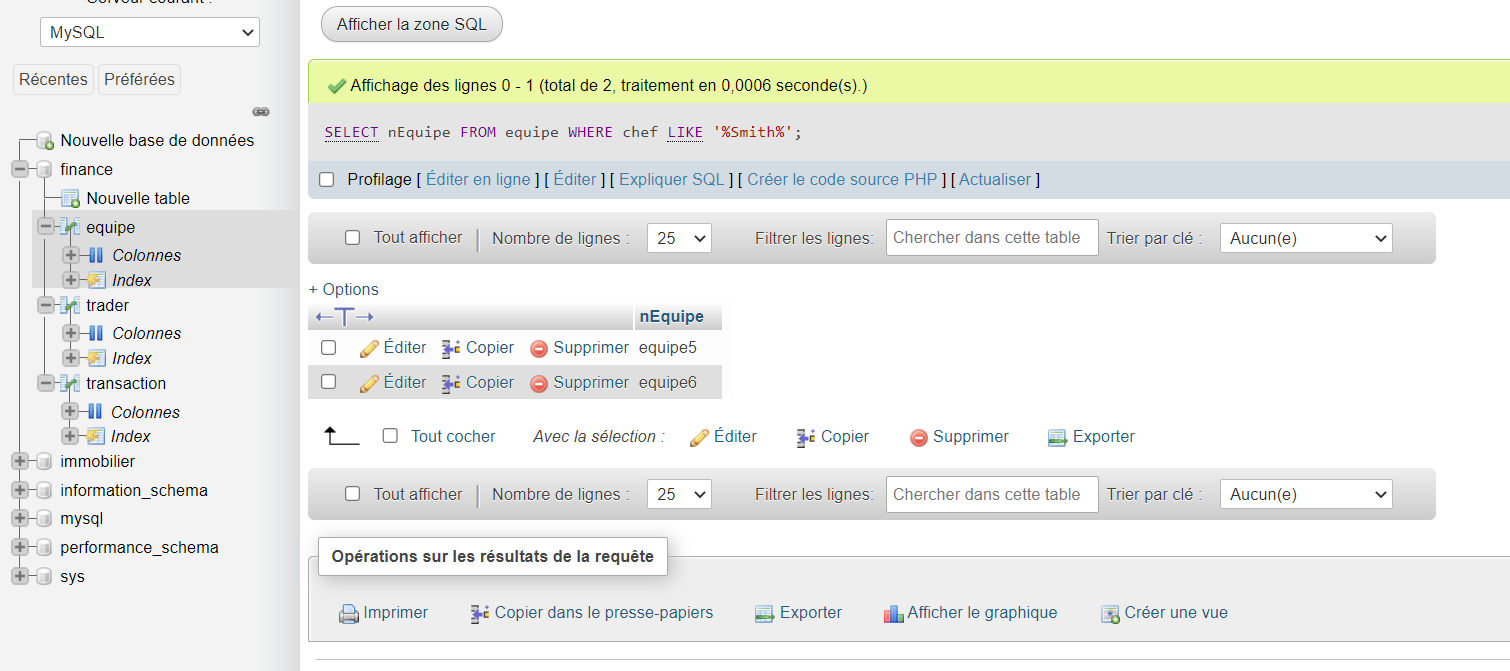 Serveur courant :
MySQL
Récentes Préférées
Nouvelle base de données
finance
Nouvelle table
equipe
Colonnes
Index
trader
Colonnes
Index
transaction
Colonnes
Index
immobilier
information_schema
mysql
performance_schema
sys
Afficher la zone SQL
Affichage des lignes 0 - 1 (total de 2, traitement en 0,0006 seconde(s).)
SELECT nEquipe FROM equipe WHERE chef LIKE '%Smith%';
Profilage [ Éditer en ligne ] [ Éditer ] [ Expliquer SQL ] [ Créer le code source PHP ] [ Actualiser ]
Tout afficher | Nombre de lignes : 25 Filtrer les lignes: Chercher dans cette table Trier par clé : Aucun(e)
+ Options
←T→ nEquipe
Éditer Copier Supprimer equipe5
Éditer Copier Supprimer equipe6
Tout cocher Avec la sélection : Éditer Copier Supprimer Exporter
Tout afficher | Nombre de lignes : 25 Filtrer les lignes: Chercher dans cette table Trier par clé : Aucun(e)
Opérations sur les résultats de la requête
Imprimer Copier dans le presse-papiers Exporter Afficher le graphique Créer une vue